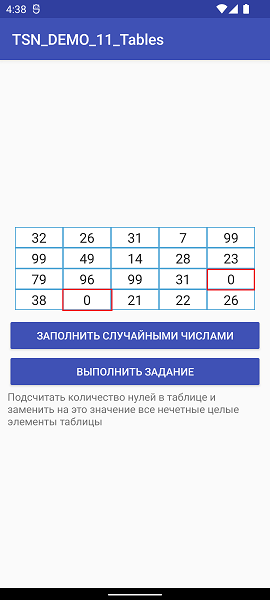 4:38
TSN_DEMO_11_Tables
32 26 31 7 99
99 49 14 28 23
79 96 99 31 0
38 0 21 22 26
ЗАПОЛНИТЬ СЛУЧАЙНЫМИ ЧИСЛАМИ
ВЫПОЛНИТЬ ЗАДАНИЕ
Подсчитать количество нулей в таблице и
заменить на это значение все нечетные целые
элементы таблицы